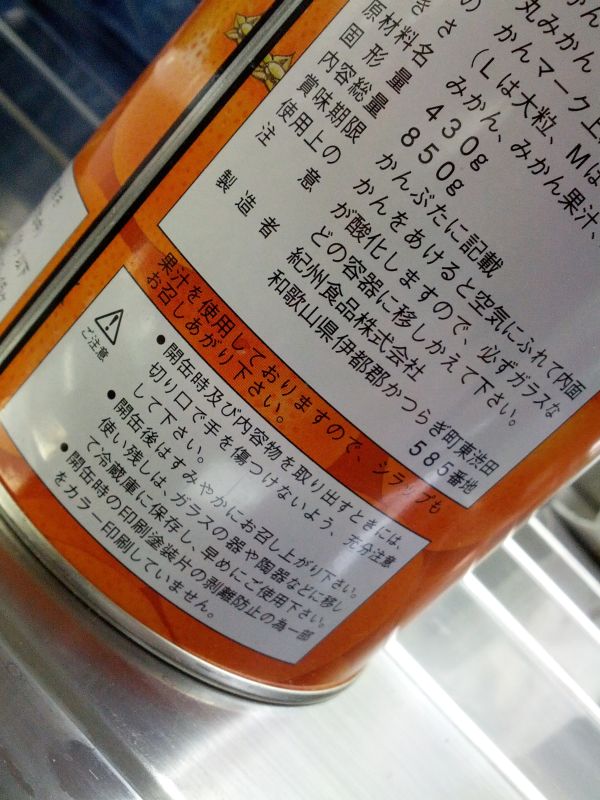 丸みかん
きさ かんマーク上
原材料名 (Lは大粒、Mは
みかん、みかん果汁、
固形量 430g
内容総量 850g
賞味期限 かんぶたに記載
使用上の かんをあけると空気にふれて内面
注意 が酸化しますので、必ずガラスな
どの容器に移しかえて下さい。
製造者 紀州食品株式会社
和歌山県伊都郡かつらぎ町東渋田
585番地
果汁を使用しておりますので、シラップも
お召しあがり下さい。
ご注意
●開缶時及び内容物を取り出すときには、
切り口で手を傷つけないよう、充分注意
して下さい。
●開缶後はすみやかにお召し上がり下さい。
使い残しは、ガラスの器や陶器などに移し
て冷蔵庫に保存し、早めにご使用下さい。
●開缶時の印刷塗装片の剥離防止の為一部
をカラー印刷していません。